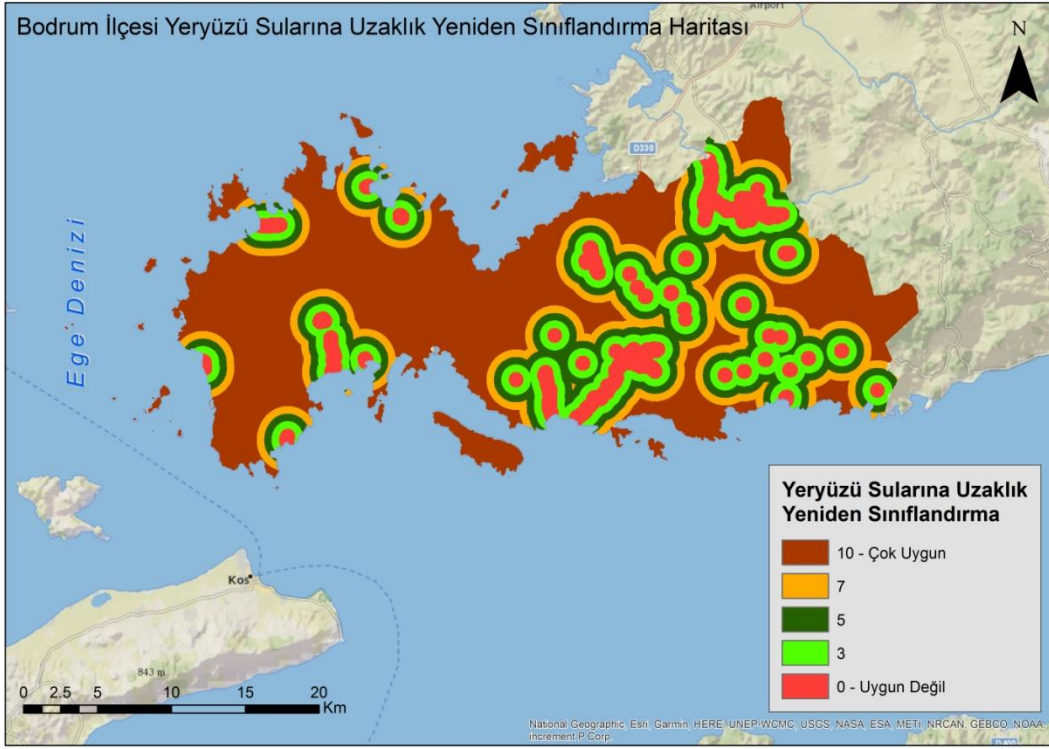 Bodrum İlçesi Yeryüzü Sularına Uzaklık Yeniden Sınıflandırma Haritası
Airport
N
D330
Ege Denizi
Yeryüzü Sularına Uzaklık
Yeniden Sınıflandırma
10 - Çok Uygun
7
5
3
0 - Uygun Değil
Kos
843 m
0 2.5 5 10 15 20
Km
National Geographic, Esri, Garmin, HERE, UNEP-WCMC, USGS, NASA, ESA, METI, NRCAN, GEBCO, NOAA,
increment P Corp.
D400